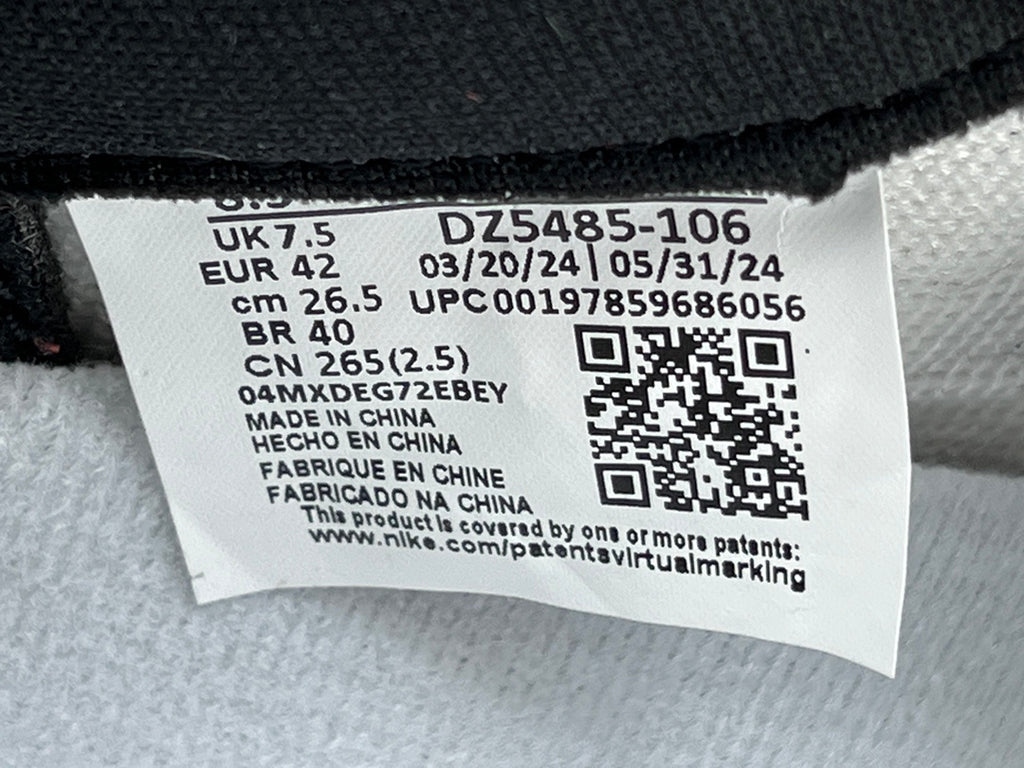 8.5
UK 7.5
DZ5485-106
EUR 42
03/20/24 | 05/31/24
cm 26.5
UPC00197859686056
BR 40
CN 265(2.5)
04MXDEG72EBEY
MADE IN CHINA
HECHO EN CHINA
FABRIQUE EN CHINE
FABRICADO NA CHINA
This product is covered by one or more patents:
www.nike.com/patentsvirtualmarking